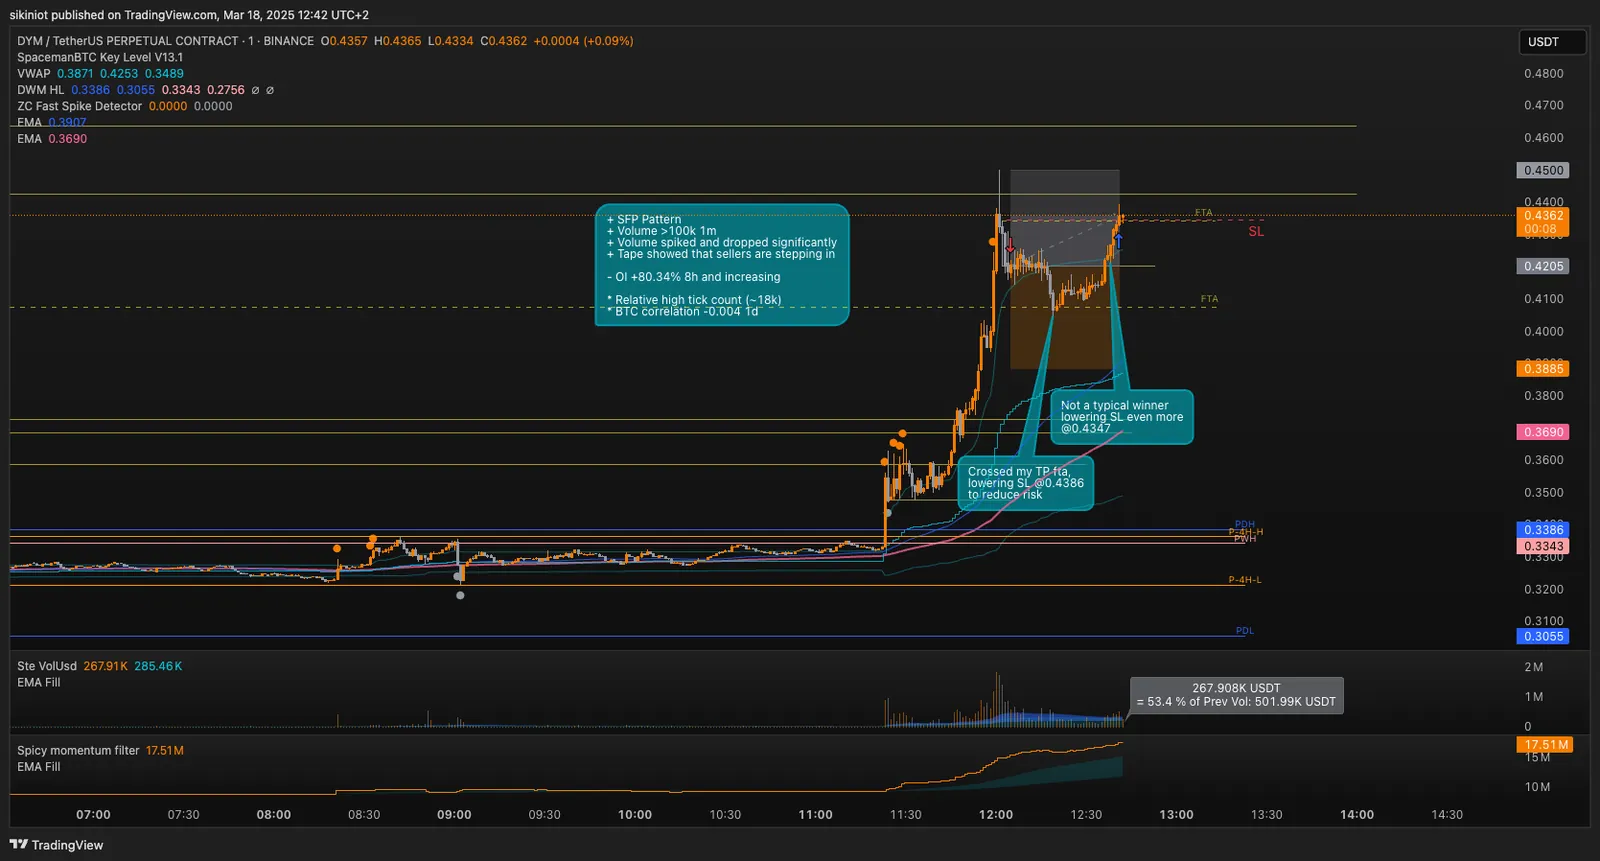 sikiniot published on TradingView.com, Mar 18, 2025 12:42 UTC+2
DYM / TetherUS PERPETUAL CONTRACT · 1 · BINANCE O0.4357 H0.4365 L0.4334 C0.4362 +0.0004 (+0.09%)
SpacemanBTC Key Level V13.1
VWAP 0.3871 0.4253 0.3489
DWM HL 0.3386 0.3055 0.3343 0.2756 ∅ ∅
ZC Fast Spike Detector 0.0000 0.0000
EMA 0.3907
EMA 0.3690
USDT
0.4800
0.4700
0.4600
0.4500
0.4400
0.4362
00:08
0.4205
0.4100
0.4000
0.3885
0.3800
0.3690
0.3600
0.3500
0.3386
0.3343
0.3300
0.3200
0.3100
0.3055
+ SFP Pattern
+ Volume >100k 1m
+ Volume spiked and dropped significantly
+ Tape showed that sellers are stepping in
- OI +80.34% 8h and increasing
* Relative high tick count (~18k)
* BTC correlation -0.004 1d
FTA
SL
FTA
Not a typical winner
lowering SL even more
@0.4347
Crossed my TP fta,
lowering SL @0.4386
to reduce risk
PDH
P-4H-H
PWH
P-4H-L
PDL
Ste VolUsd 267.91K 285.46K
EMA Fill
267.908K USDT
= 53.4 % of Prev Vol: 501.99K USDT
2 M
1 M
0
Spicy momentum filter 17.51M
EMA Fill
17.51M
15 M
10 M
07:00 07:30 08:00 08:30 09:00 09:30 10:00 10:30 11:00 11:30 12:00 12:30 13:00 13:30 14:00 14:30
TradingView